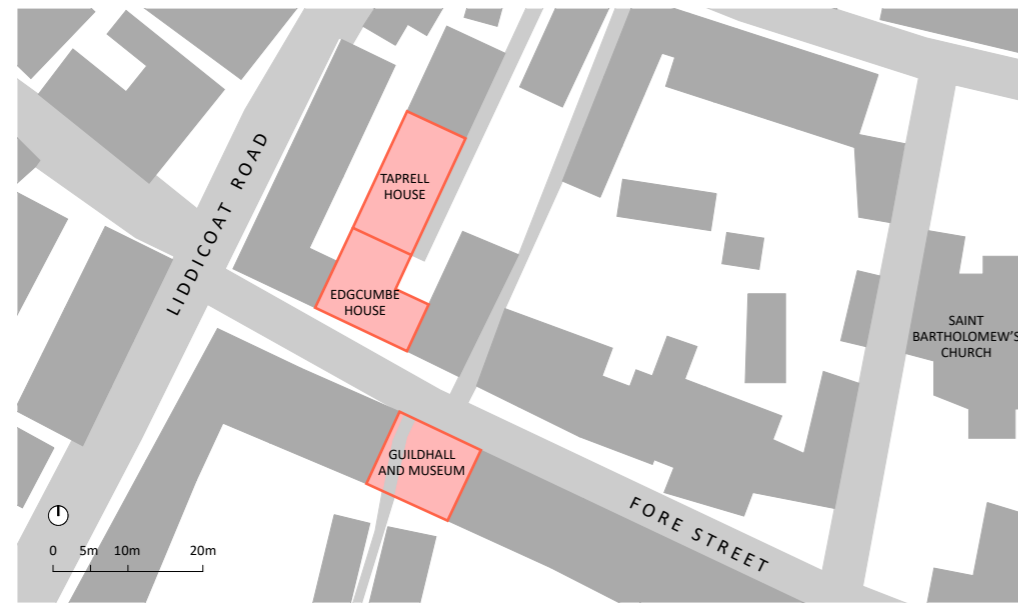 LIDDICOAT ROAD
TAPRELL
HOUSE
EDGCUMBE
HOUSE
SAINT
BARTHOLOMEW'S
CHURCH
GUILDHALL
AND MUSEUM
FORE STREET
0 5m 10m 20m